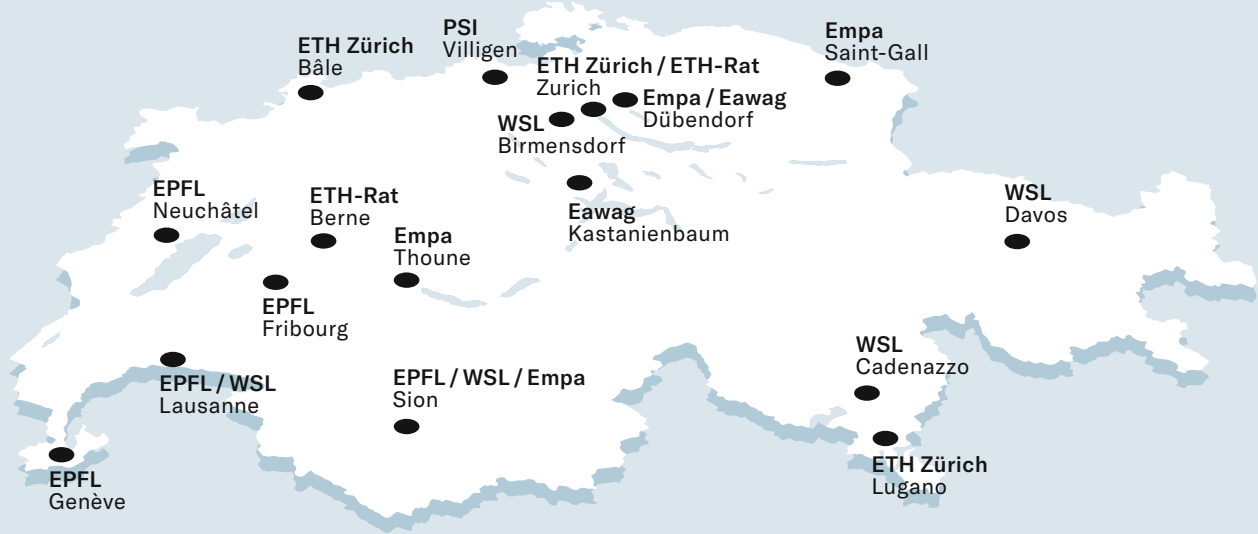 PSI
Villigen
Empa
Saint-Gall
ETH Zürich
Bâle
ETH Zürich / ETH-Rat
Zurich
Empa / Eawag
Dübendorf
WSL
Birmensdorf
EPFL
Neuchâtel
ETH-Rat
Berne
WSL
Davos
Eawag
Kastanienbaum
Empa
Thoune
EPFL
Fribourg
WSL
Cadenazzo
EPFL / WSL
Lausanne
EPFL / WSL / Empa
Sion
ETH Zürich
Lugano
EPFL
Genève